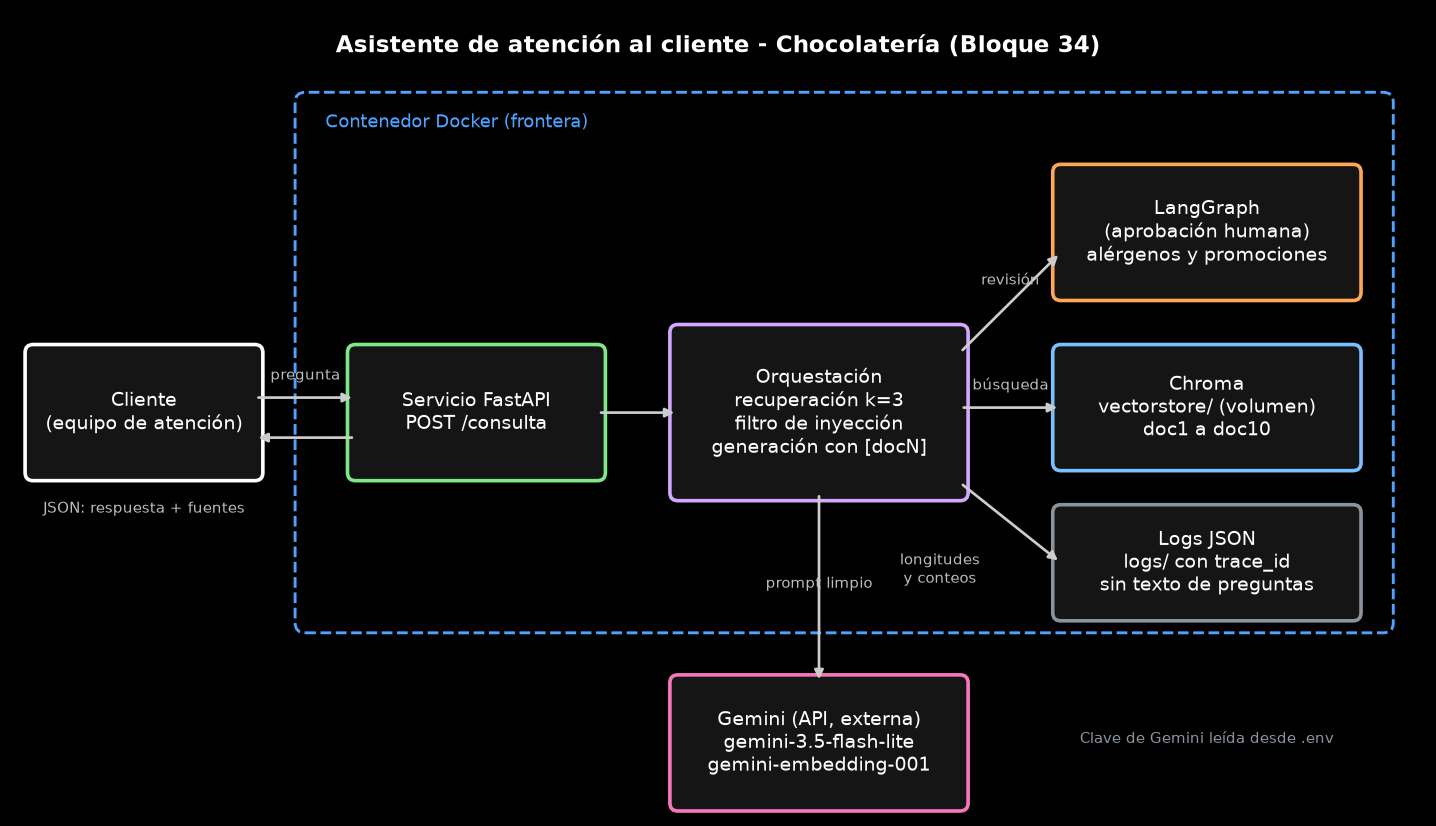 Asistente de atención al cliente - Chocolatería (Bloque 34)
Contenedor Docker (frontera)
LangGraph
(aprobación humana)
alérgenos y promociones
revisión
Cliente
(equipo de atención)
pregunta
JSON: respuesta + fuentes
Servicio FastAPI
POST /consulta
Orquestación
recuperación k=3
filtro de inyección
generación con [docN]
búsqueda
Chroma
vectorstore/ (volumen)
doc1 a doc10
longitudes
y conteos
Logs JSON
logs/ con trace_id
sin texto de preguntas
prompt limpio
Gemini (API, externa)
gemini-3.5-flash-lite
gemini-embedding-001
Clave de Gemini leída desde .env